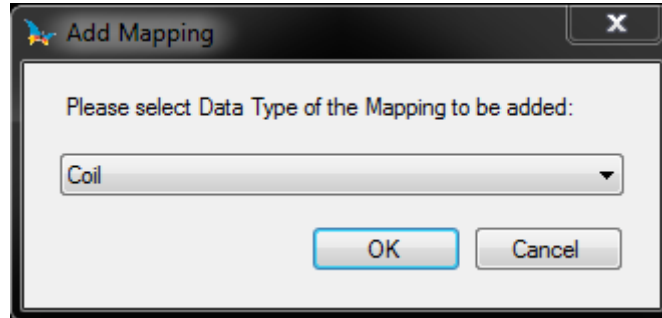 Add Mapping
Please select Data Type of the Mapping to be added:
Coil
OK Cancel